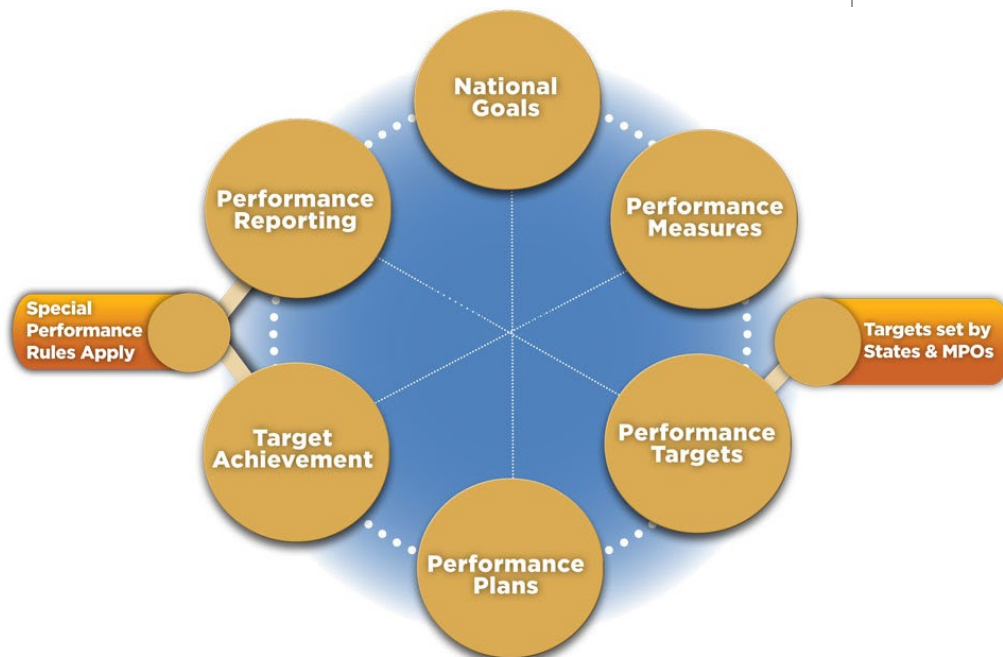 National
Goals
Performance
Measures
Performance
Targets
Performance
Plans
Target
Achievement
Performance
Reporting
Special
Performance
Rules Apply
Targets set by
States & MPOs